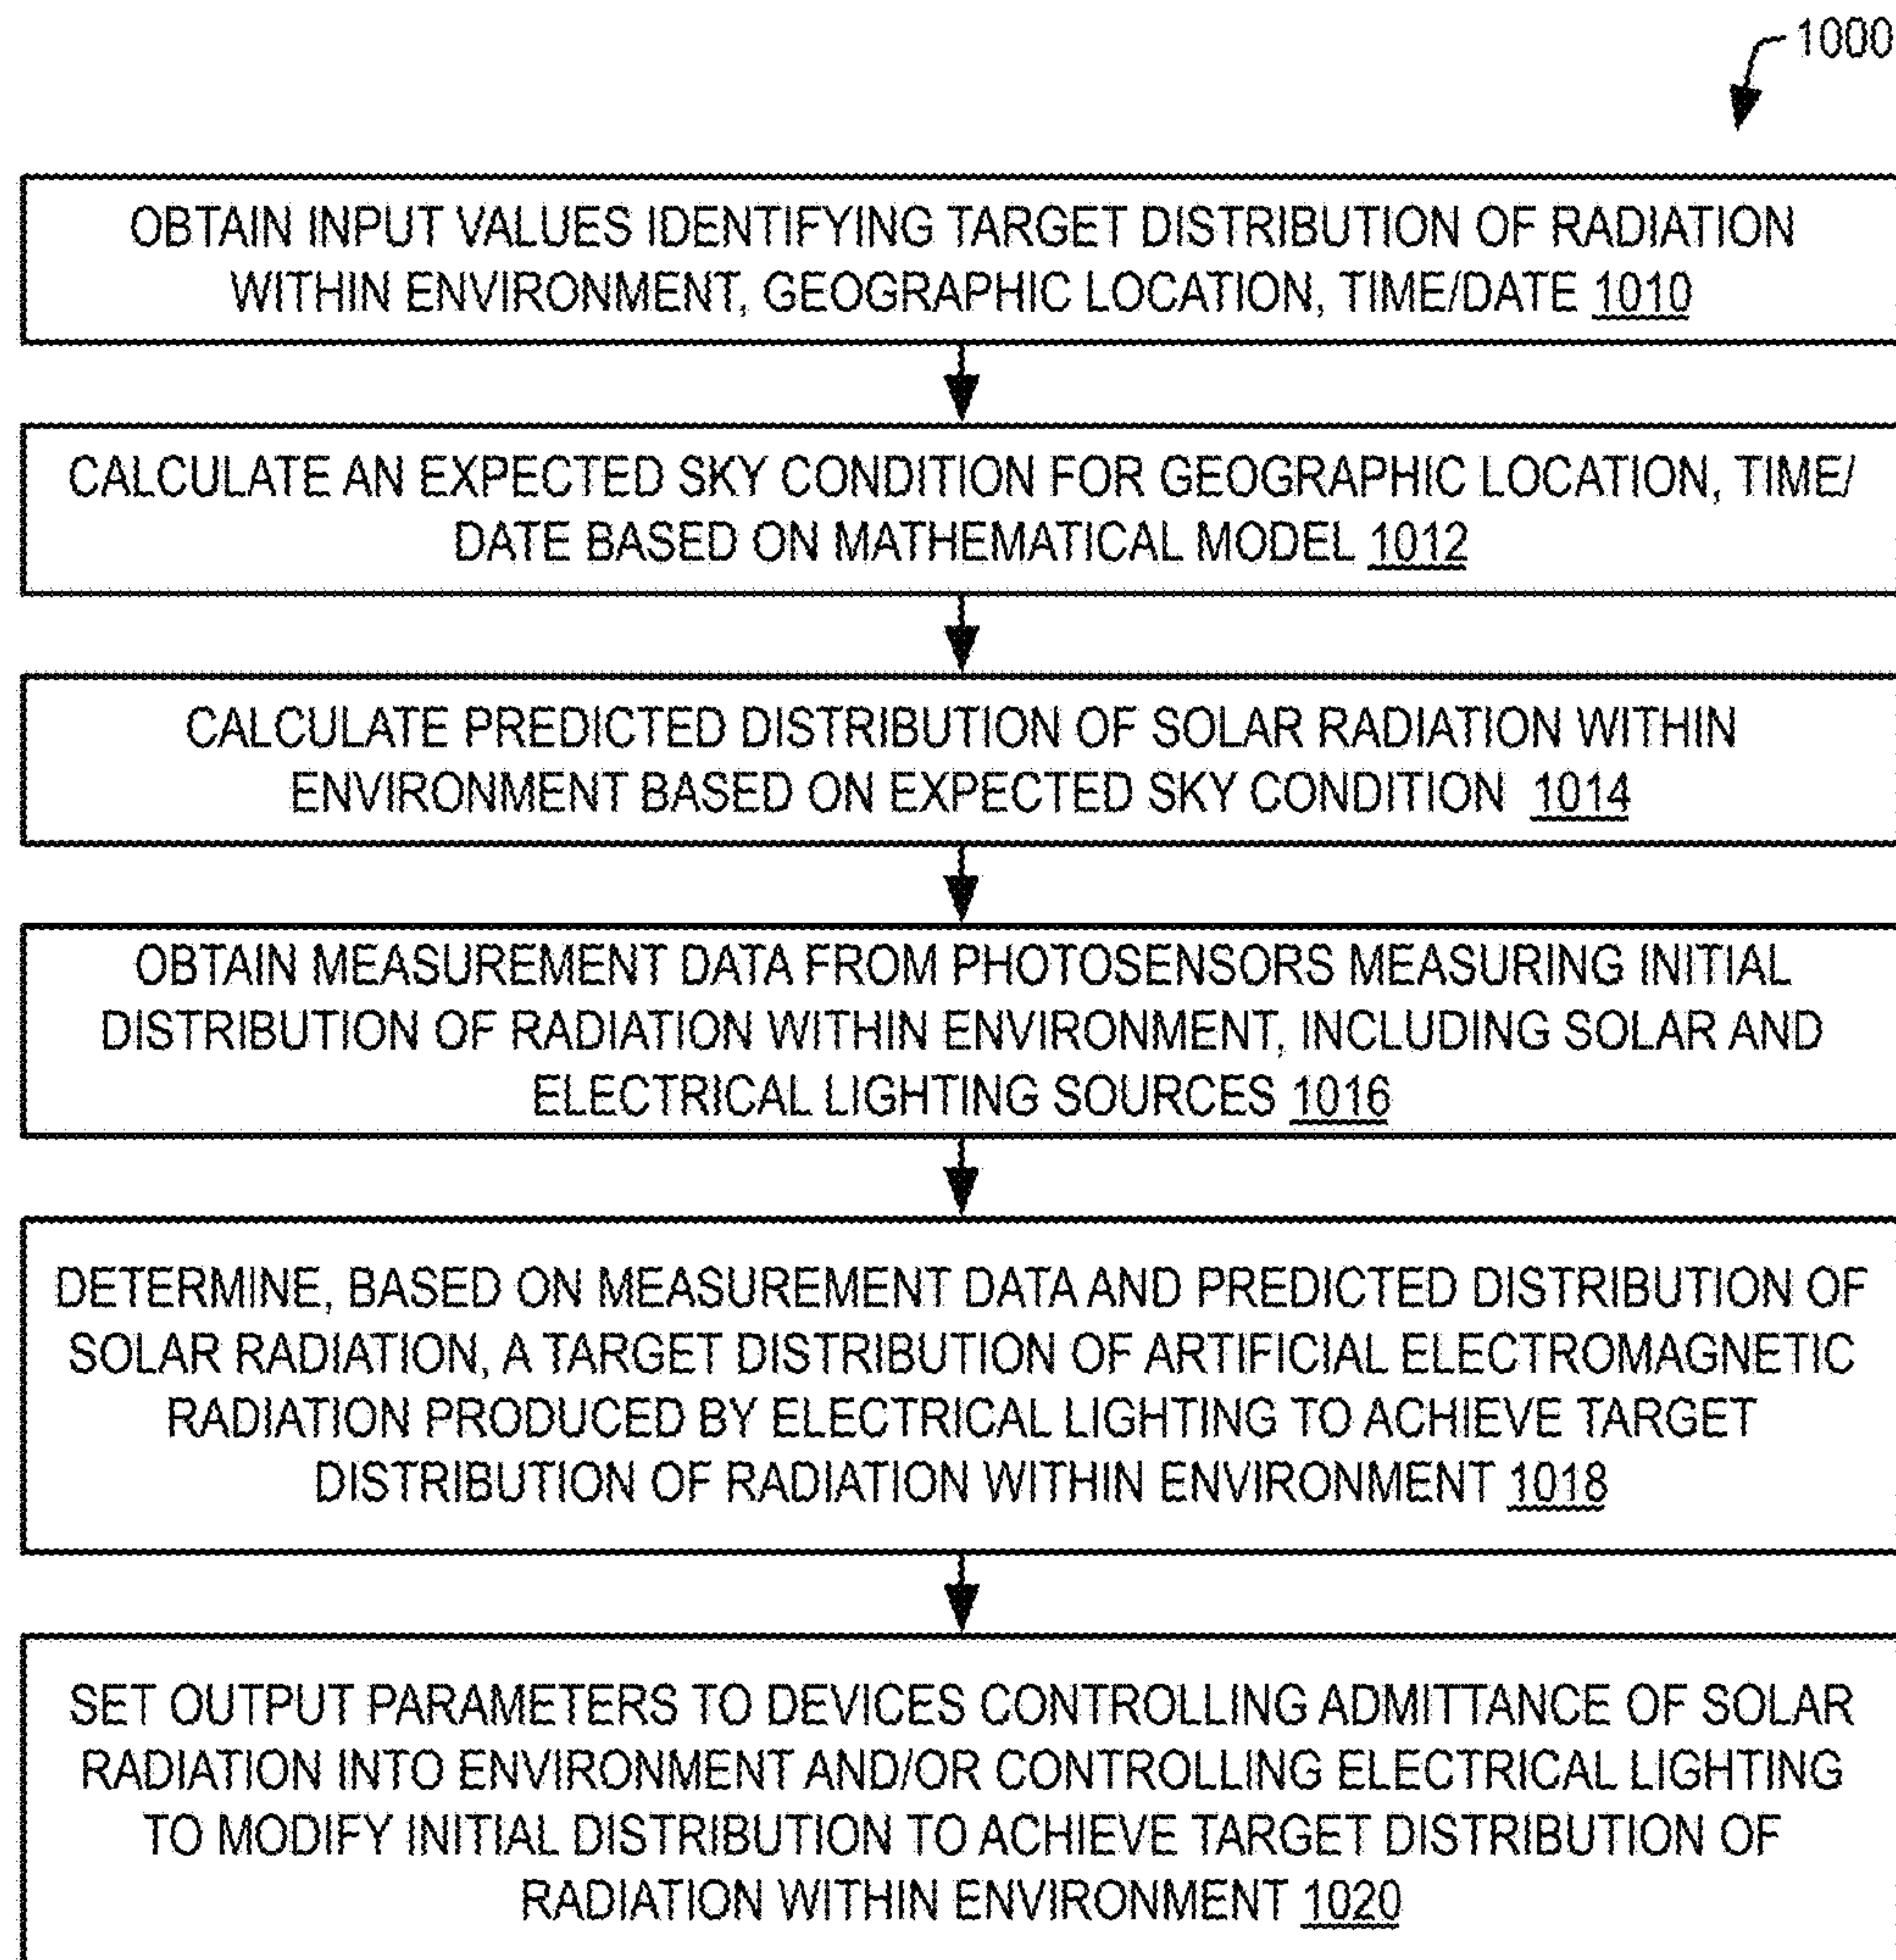 1000
OBTAIN INPUT VALUES IDENTIFYING TARGET DISTRIBUTION OF RADIATION
WITHIN ENVIRONMENT, GEOGRAPHIC LOCATION, TIME/DATE 1010
CALCULATE AN EXPECTED SKY CONDITION FOR GEOGRAPHIC LOCATION, TIME/
DATE BASED ON MATHEMATICAL MODEL 1012
CALCULATE PREDICTED DISTRIBUTION OF SOLAR RADIATION WITHIN
ENVIRONMENT BASED ON EXPECTED SKY CONDITION 1014
OBTAIN MEASUREMENT DATA FROM PHOTOSENSORS MEASURING INITIAL
DISTRIBUTION OF RADIATION WITHIN ENVIRONMENT, INCLUDING SOLAR AND
ELECTRICAL LIGHTING SOURCES 1016
DETERMINE, BASED ON MEASUREMENT DATA AND PREDICTED DISTRIBUTION OF
SOLAR RADIATION, A TARGET DISTRIBUTION OF ARTIFICIAL ELECTROMAGNETIC
RADIATION PRODUCED BY ELECTRICAL LIGHTING TO ACHIEVE TARGET
DISTRIBUTION OF RADIATION WITHIN ENVIRONMENT 1018
SET OUTPUT PARAMETERS TO DEVICES CONTROLLING ADMITTANCE OF SOLAR
RADIATION INTO ENVIRONMENT AND/OR CONTROLLING ELECTRICAL LIGHTING
TO MODIFY INITIAL DISTRIBUTION TO ACHIEVE TARGET DISTRIBUTION OF
RADIATION WITHIN ENVIRONMENT 1020